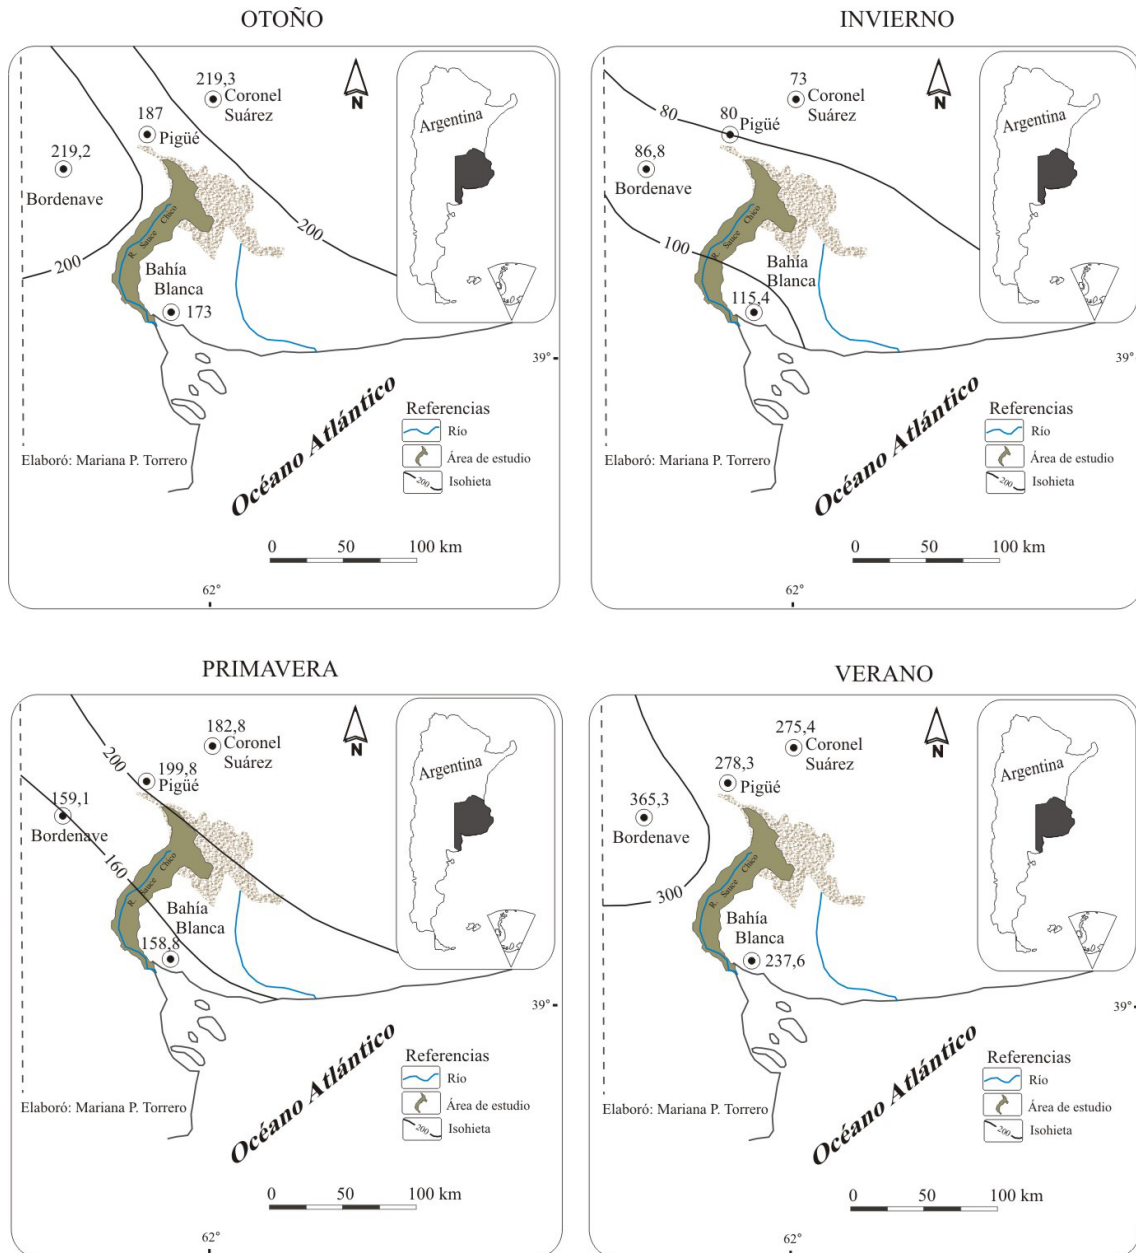 OTOÑO
219,3
Coronel
Suárez
187
Pigüé
219,2
Bordenave
200
200
R. Sauce Chico
Bahía
Blanca
173
N
Argentina
39°
Océano Atlántico
Referencias
Río
Área de estudio
200
Isohieta
Elaboró: Mariana P. Torrero
0 50 100 km
62°
INVIERNO
73
Coronel
Suárez
80
80
Pigüé
86,8
Bordenave
100
R. Sauce Chico
Bahía
Blanca
115,4
N
Argentina
39°
Océano Atlántico
Referencias
Río
Área de estudio
200
Isohieta
Elaboró: Mariana P. Torrero
0 50 100 km
62°
PRIMAVERA
182,8
Coronel
Suárez
200
199,8
Pigüé
159,1
Bordenave
160
R. Sauce Chico
Bahía
Blanca
158,8
N
Argentina
39°
Océano Atlántico
Referencias
Río
Área de estudio
200
Isohieta
Elaboró: Mariana P. Torrero
0 50 100 km
62°
VERANO
275,4
Coronel
Suárez
278,3
Pigüé
365,3
Bordenave
300
R. Sauce Chico
Bahía
Blanca
237,6
N
Argentina
39°
Océano Atlántico
Referencias
Río
Área de estudio
200
Isohieta
Elaboró: Mariana P. Torrero
0 50 100 km
62°